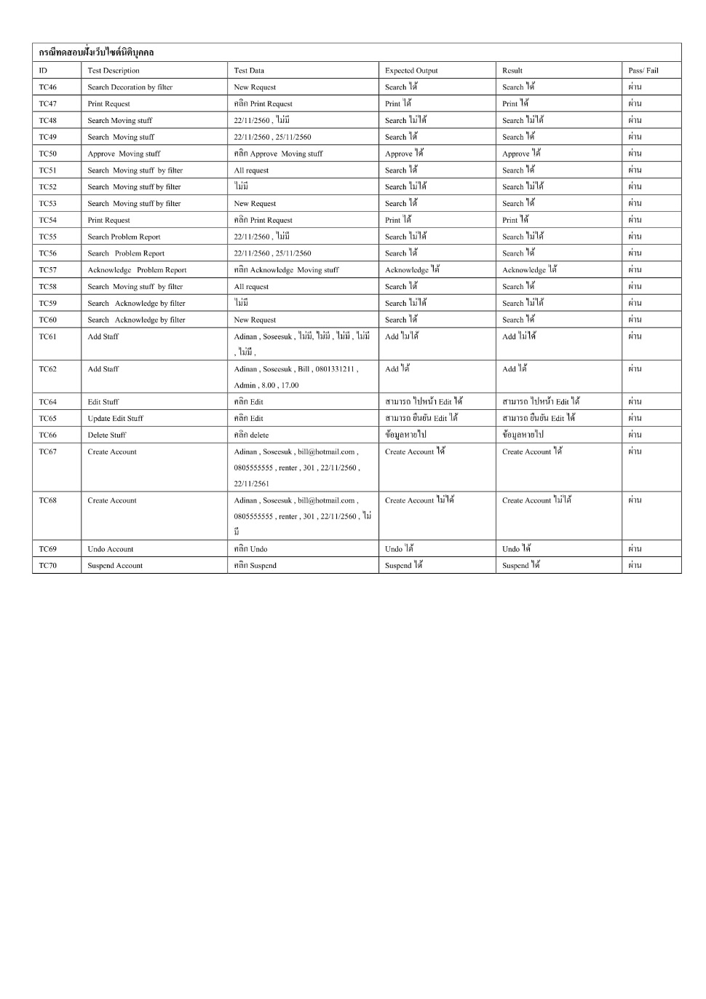 กรณีทดสอบฝั่งเว็บไซต์นิติบุคคล
ID Test Description Test Data Expected Output Result Pass/ Fail
TC46 Search Decoration by filter New Request Search ได้ Search ได้ ผ่าน
TC47 Print Request คลิก Print Request Print ได้ Print ได้ ผ่าน
TC48 Search Moving stuff 22/11/2560 , ไม่มี Search ไม่ได้ Search ไม่ได้ ผ่าน
TC49 Search Moving stuff 22/11/2560 , 25/11/2560 Search ได้ Search ได้ ผ่าน
TC50 Approve Moving stuff คลิก Approve Moving stuff Approve ได้ Approve ได้ ผ่าน
TC51 Search Moving stuff by filter All request Search ได้ Search ได้ ผ่าน
TC52 Search Moving stuff by filter ไม่มี Search ไม่ได้ Search ไม่ได้ ผ่าน
TC53 Search Moving stuff by filter New Request Search ได้ Search ได้ ผ่าน
TC54 Print Request คลิก Print Request Print ได้ Print ได้ ผ่าน
TC55 Search Problem Report 22/11/2560 , ไม่มี Search ไม่ได้ Search ไม่ได้ ผ่าน
TC56 Search Problem Report 22/11/2560 , 25/11/2560 Search ได้ Search ได้ ผ่าน
TC57 Acknowledge Problem Report คลิก Acknowledge Moving stuff Acknowledge ได้ Acknowledge ได้ ผ่าน
TC58 Search Moving stuff by filter All request Search ได้ Search ได้ ผ่าน
TC59 Search Acknowledge by filter ไม่มี Search ไม่ได้ Search ไม่ได้ ผ่าน
TC60 Search Acknowledge by filter New Request Search ได้ Search ได้ ผ่าน
TC61 Add Staff Adinan , Soseesuk , ไม่มี, ไม่มี , ไม่มี , ไม่มี Add ไมได้ Add ไม่ได้ ผ่าน
, ไม่มี ,
TC62 Add Staff Adinan , Soseesuk , Bill , 0801331211 , Add ได้ Add ได้ ผ่าน
Admin , 8.00 , 17.00
TC64 Edit Stuff คลิก Edit สามารถ ไปหน้า Edit ได้ สามารถ ไปหน้า Edit ได้ ผ่าน
TC65 Update Edit Stuff คลิก Edit สามารถ ยืนยัน Edit ได้ สามารถ ยืนยัน Edit ได้ ผ่าน
TC66 Delete Stuff คลิก delete ข้อมูลหายไป ข้อมูลหายไป ผ่าน
TC67 Create Account Adinan , Soseesuk , bill@hotmail.com , Create Account ได้ Create Account ได้ ผ่าน
0805555555 , renter , 301 , 22/11/2560 ,
22/11/2561
TC68 Create Account Adinan , Soseesuk , bill@hotmail.com , Create Account ไม่ได้ Create Account ไม่ได้ ผ่าน
0805555555 , renter , 301 , 22/11/2560 , ไม่
มี
TC69 Undo Account คลิก Undo Undo ได้ Undo ได้ ผ่าน
TC70 Suspend Account คลิก Suspend Suspend ได้ Suspend ได้ ผ่าน